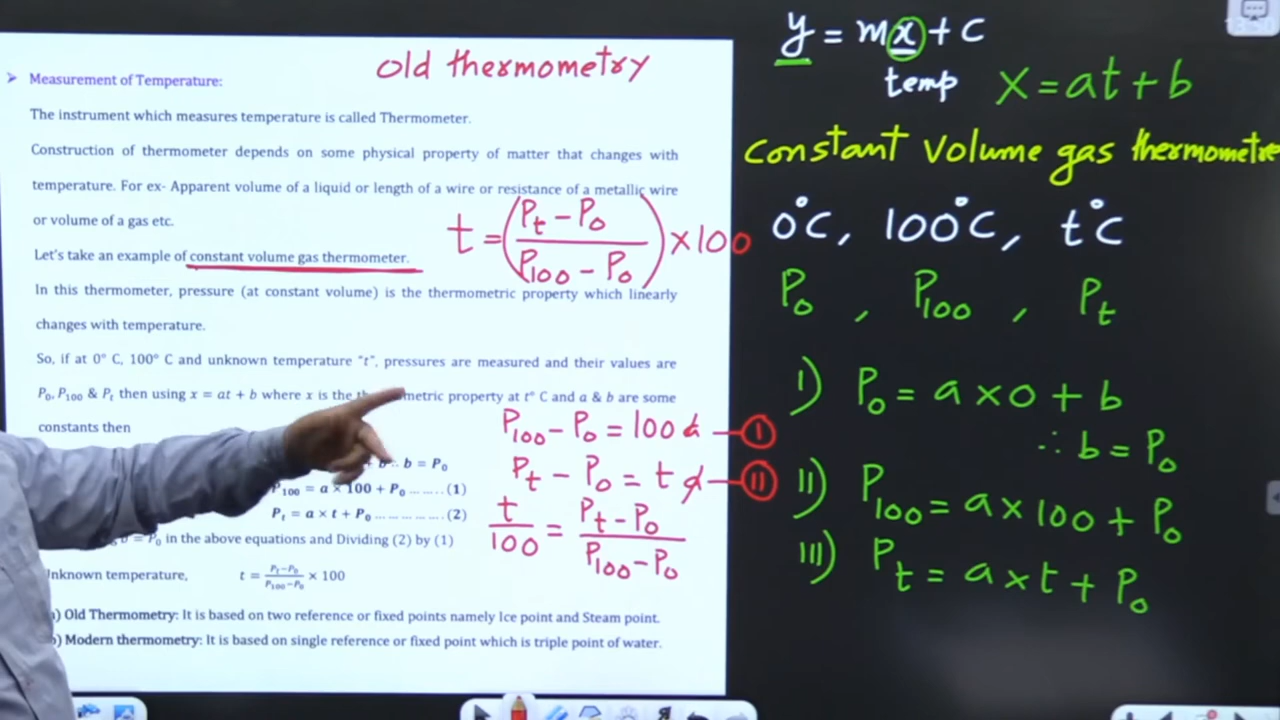 old thermometry
➢ Measurement of Temperature:
The instrument which measures temperature is called Thermometer.
Construction of thermometer depends on some physical property of matter that changes with
temperature. For ex- Apparent volume of a liquid or length of a wire or resistance of a metallic wire
or volume of a gas etc.
t = (Pt - P0 / P100 - P0) × 100
Let's take an example of constant volume gas thermometer.
In this thermometer, pressure (at constant volume) is the thermometric property which linearly
changes with temperature.
So, if at 0° C, 100° C and unknown temperature "t", pressures are measured and their values are
P0, P100 & Pt then using x = at + b where x is the metric property at t° C and a & b are some
constants then
b = P0
P100 = a × 100 + P0 ........ (1)
Pt = a × t + P0 ............... (2)
= P0 in the above equations and Dividing (2) by (1)
Unknown temperature, t = Pt-P0 / P100-P0 × 100
) Old Thermometry: It is based on two reference or fixed points namely Ice point and Steam point.
) Modern thermometry: It is based on single reference or fixed point which is triple point of water.
P100 - P0 = 100 a — I
Pt - P0 = t a — II
t / 100 = Pt - P0 / P100 - P0
y = mx + c
temp X = at + b
constant volume gas thermometre
0°C, 100°C, t°C
P0 , P100 , Pt
I) P0 = a × 0 + b
∴ b = P0
II) P100 = a × 100 + P0
III) Pt = a × t + P0